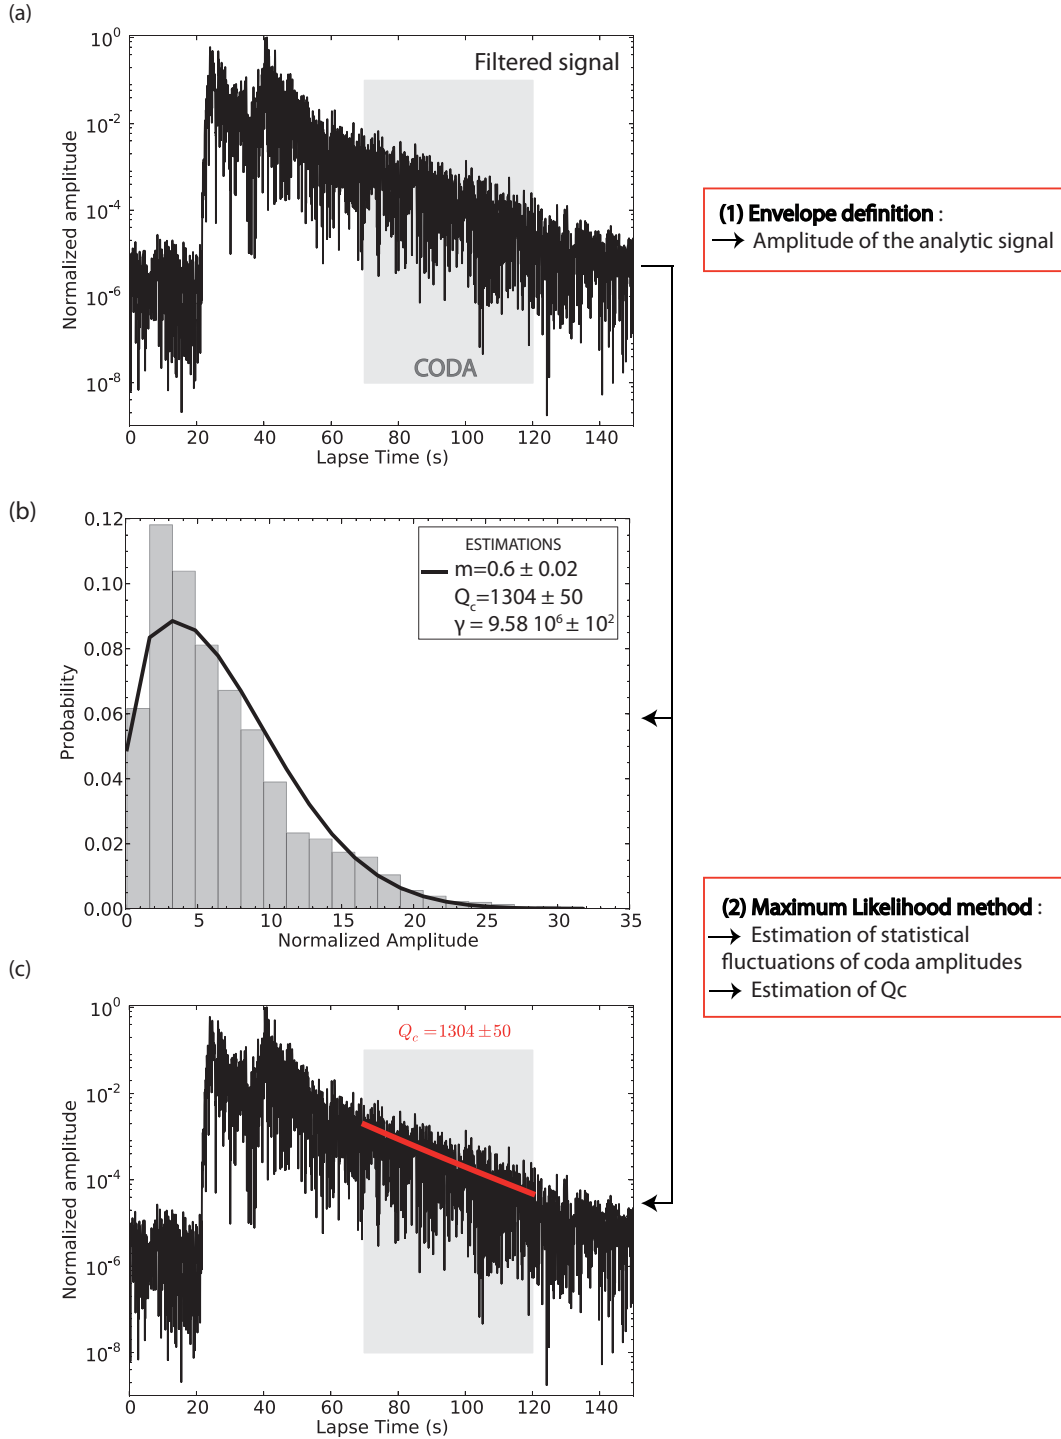 (a)
10^0
10^-2
10^-4
10^-6
10^-8
Normalized amplitude
Filtered signal
CODA
0 20 40 60 80 100 120 140
Lapse Time (s)
(1) Envelope definition :
→ Amplitude of the analytic signal
(b)
0.12
0.10
0.08
0.06
0.04
0.02
0.00
Probability
ESTIMATIONS
m=0.6 ± 0.02
Q_c=1304 ± 50
γ = 9.58 10^6 ± 10^2
0 5 10 15 20 25 30 35
Normalized Amplitude
(2) Maximum Likelihood method :
→ Estimation of statistical
fluctuations of coda amplitudes
→ Estimation of Qc
(c)
10^0
10^-2
10^-4
10^-6
10^-8
Normalized amplitude
Q_c =1304±50
0 20 40 60 80 100 120 140
Lapse Time (s)